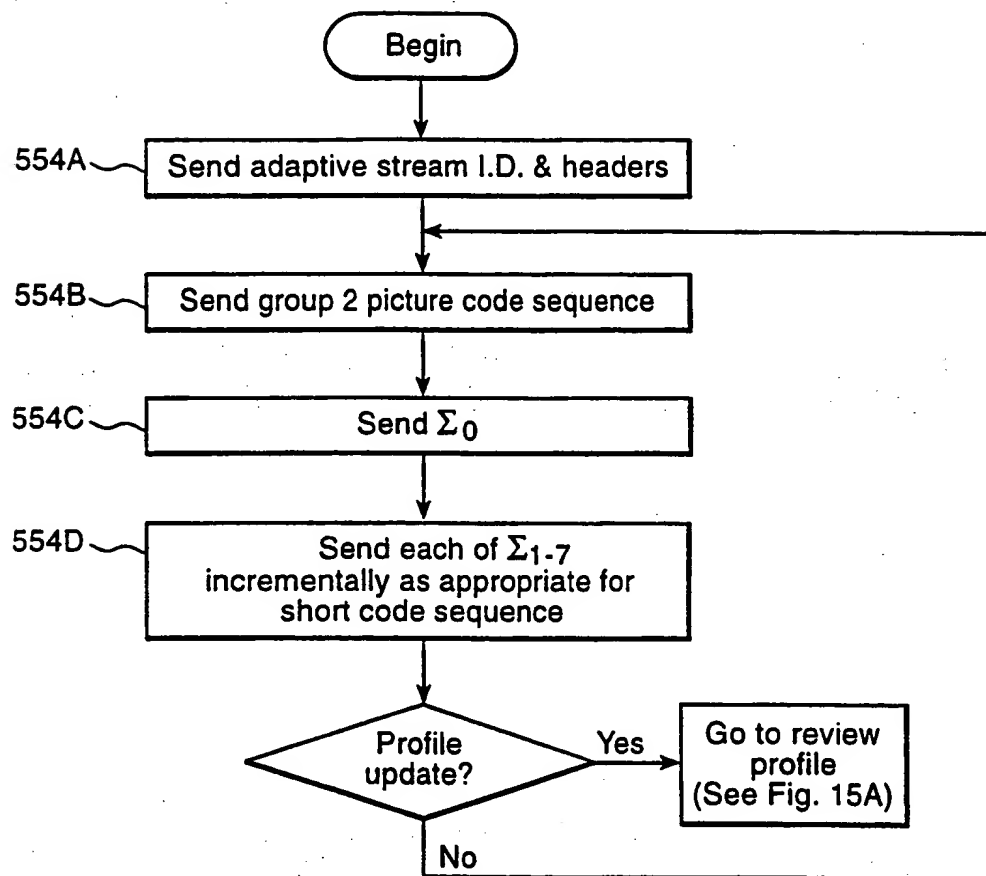 Begin
554A
Send adaptive stream I.D. & headers
554B
Send group 2 picture code sequence
554C
Send Σ0
554D
Send each of Σ1-7
incrementally as appropriate for
short code sequence
Profile
update?
Yes
Go to review
profile
(See Fig. 15A)
No